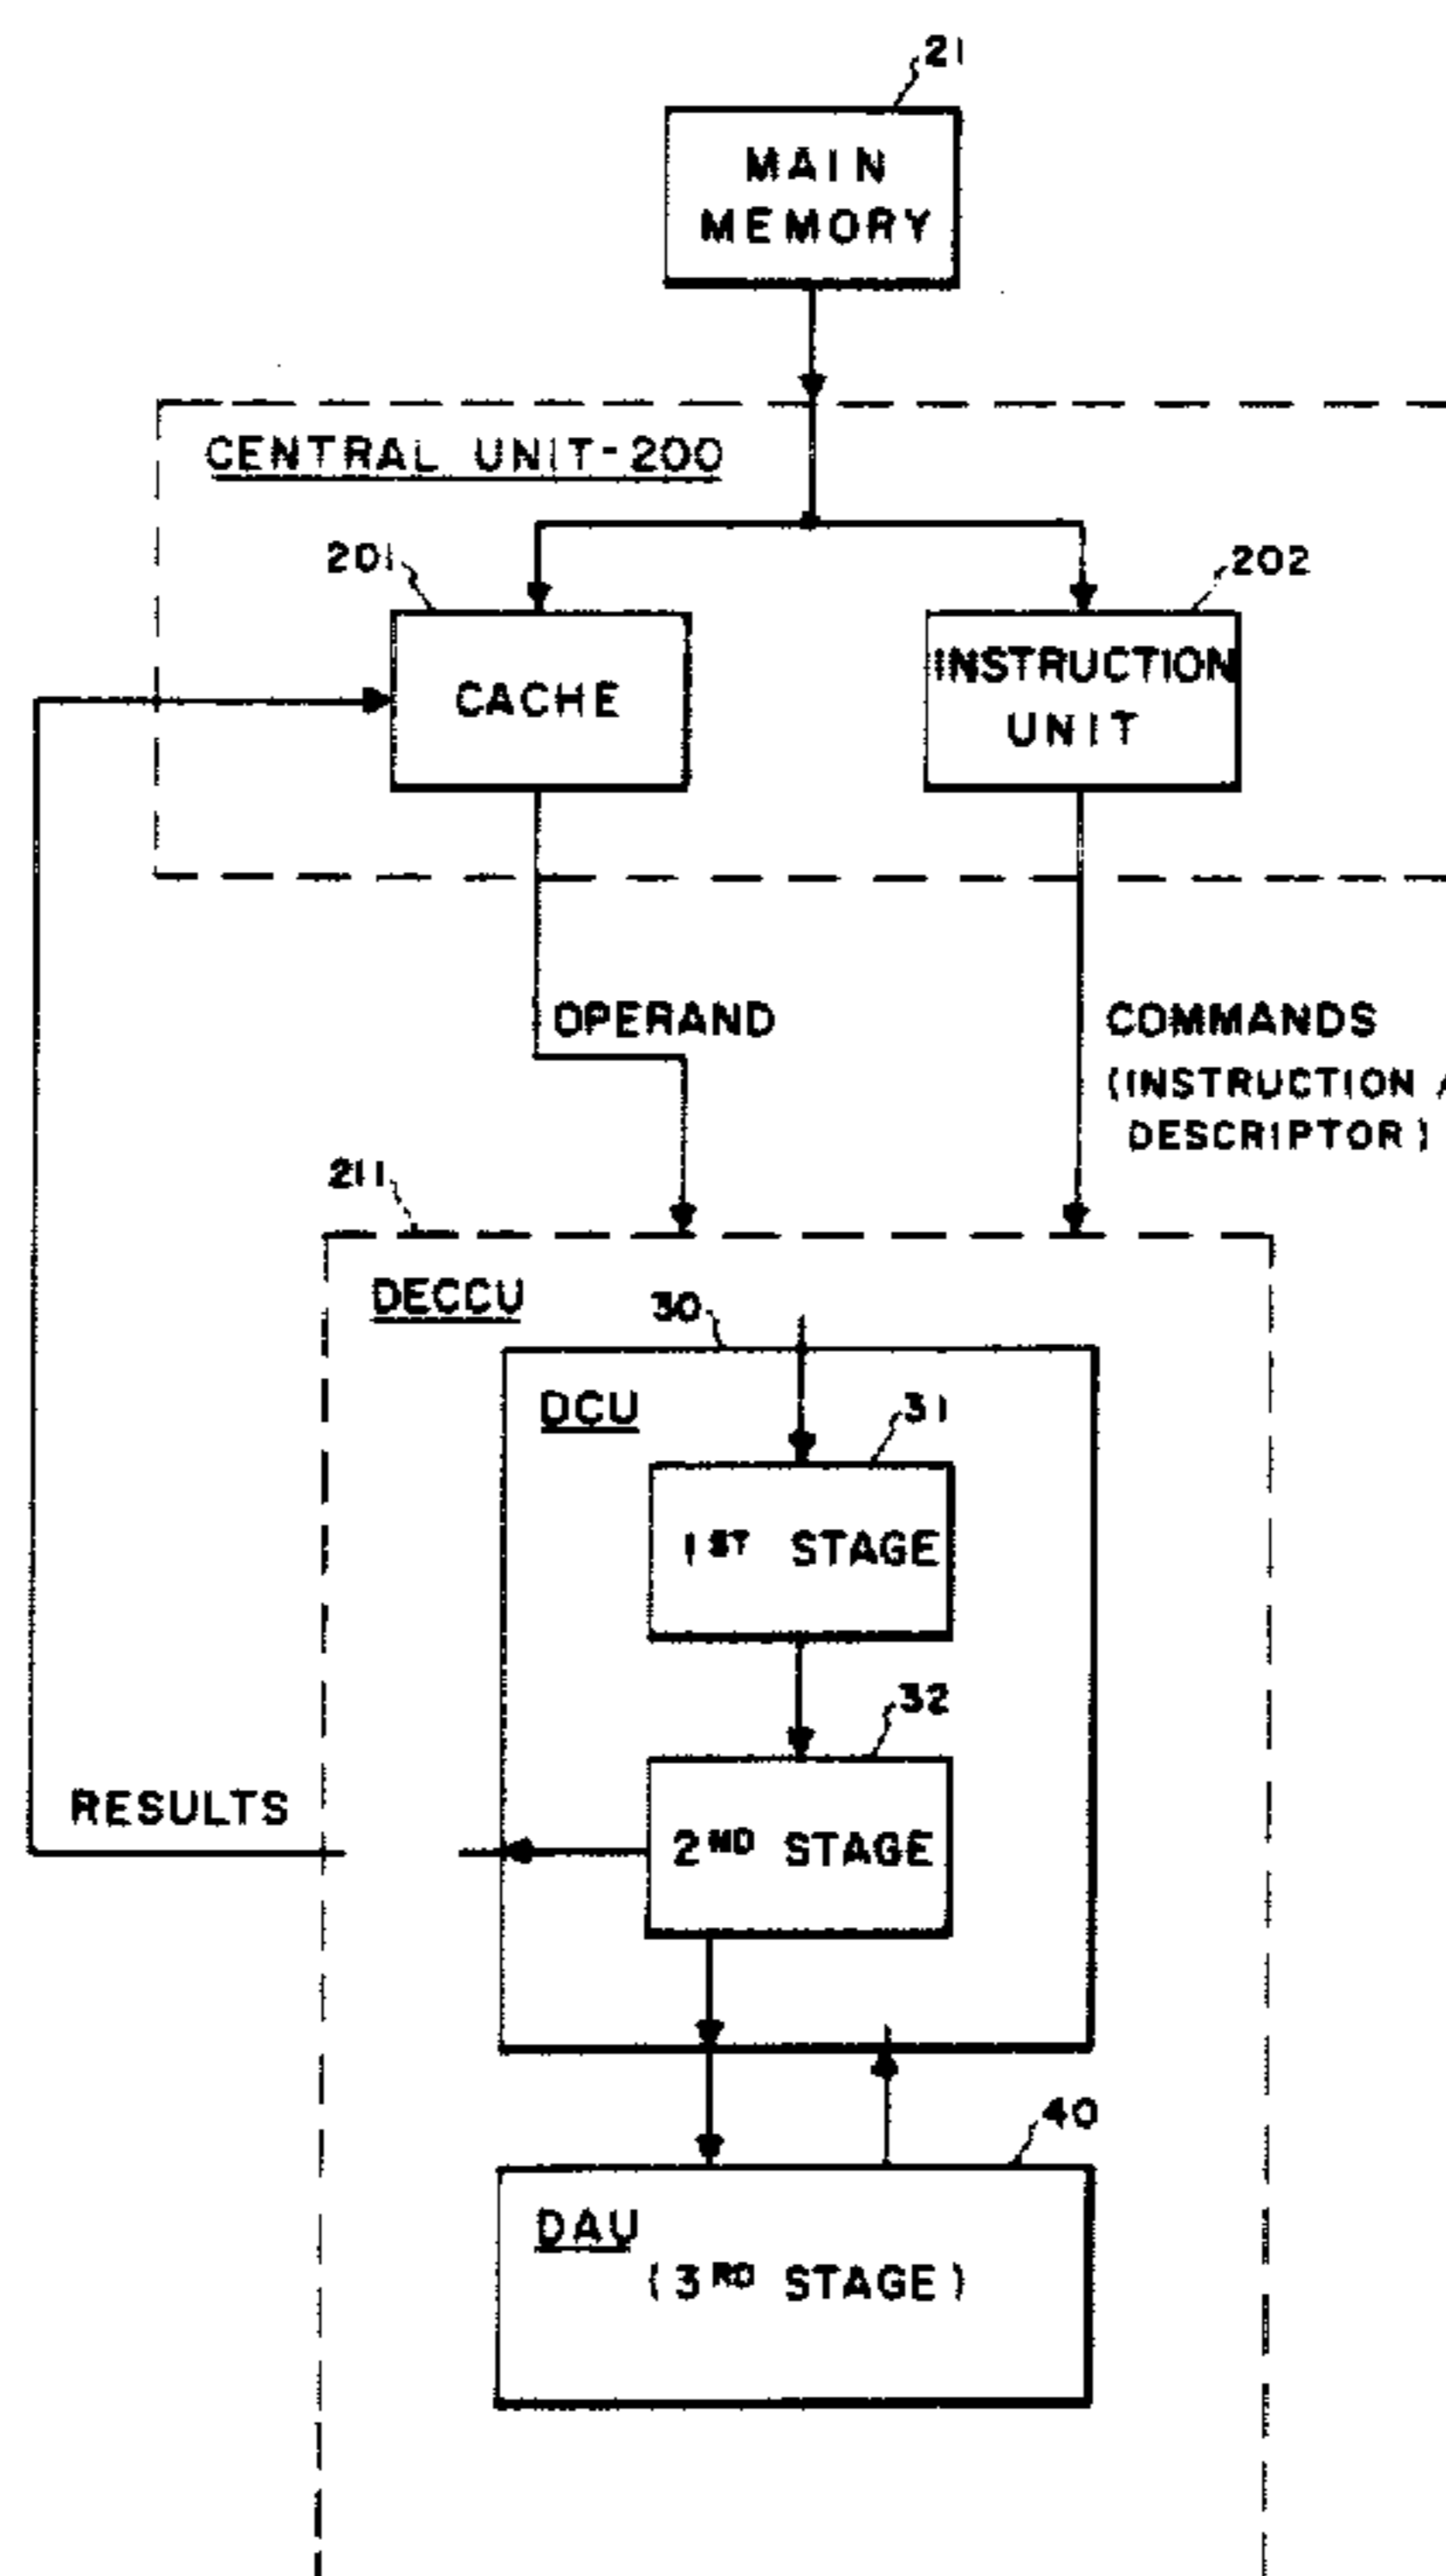 21
MAIN
MEMORY
CENTRAL UNIT-200
201
202
CACHE
INSTRUCTION
UNIT
OPERAND
COMMANDS
(INSTRUCTION
DESCRIPTOR)
211
DECCU
30
DCU
31
1ST STAGE
32
RESULTS
2ND STAGE
40
DAU
(3RD STAGE)